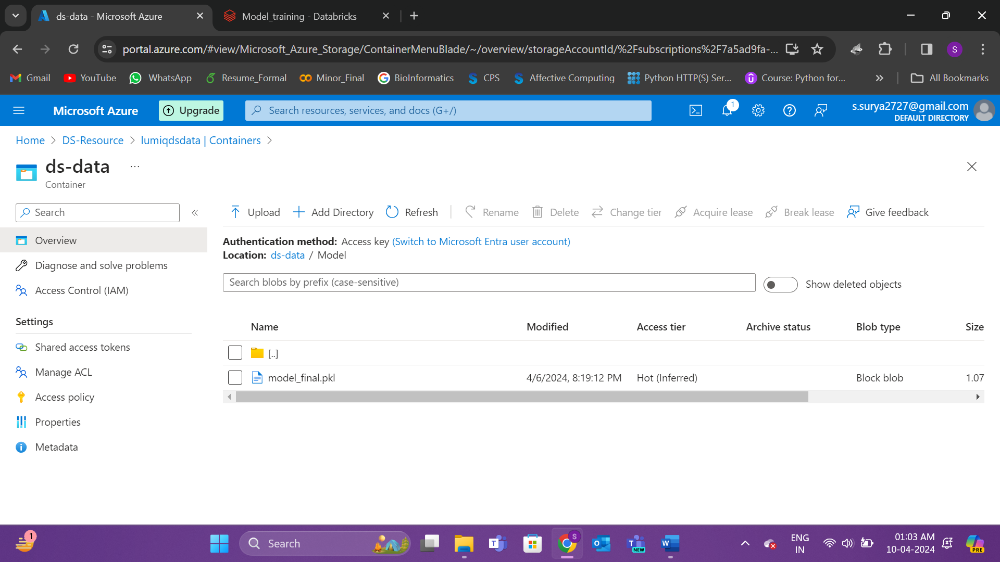 ds-data - Microsoft Azure
Model_training - Databricks
portal.azure.com/#view/Microsoft_Azure_Storage/ContainerMenuBlade/~/overview/storageAccountId/%2Fsubscriptions%2F7a5ad9fa-...
S
Gmail
YouTube
WhatsApp
Resume_Formal
Minor_Final
BioInformatics
CPS
Affective Computing
Python HTTP(S) Ser...
Course: Python for...
All Bookmarks
Microsoft Azure
Upgrade
Search resources, services, and docs (G+/)
1
s.surya2727@gmail.com
DEFAULT DIRECTORY
Home > DS-Resource > lumiqdsdata | Containers >
ds-data ...
Container
Search
Upload
Add Directory
Refresh
Rename
Delete
Change tier
Acquire lease
Break lease
Give feedback
Overview
Diagnose and solve problems
Access Control (IAM)
Settings
Shared access tokens
Manage ACL
Access policy
Properties
Metadata
Authentication method: Access key (Switch to Microsoft Entra user account)
Location: ds-data / Model
Search blobs by prefix (case-sensitive)
Show deleted objects
Name Modified Access tier Archive status Blob type Size
[..]
model_final.pkl 4/6/2024, 8:19:12 PM Hot (Inferred) Block blob 1.07
1
Search
S
NEW
ENG
IN
01:03 AM
10-04-2024
PRE